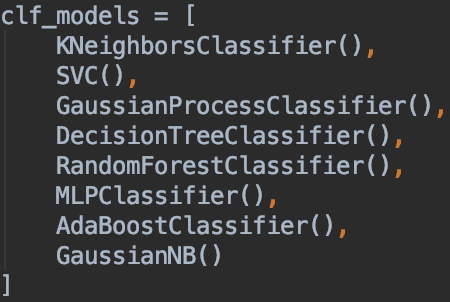 clf_models = [
    KNeighborsClassifier(),
    SVC(),
    GaussianProcessClassifier(),
    DecisionTreeClassifier(),
    RandomForestClassifier(),
    MLPClassifier(),
    AdaBoostClassifier(),
    GaussianNB()
]